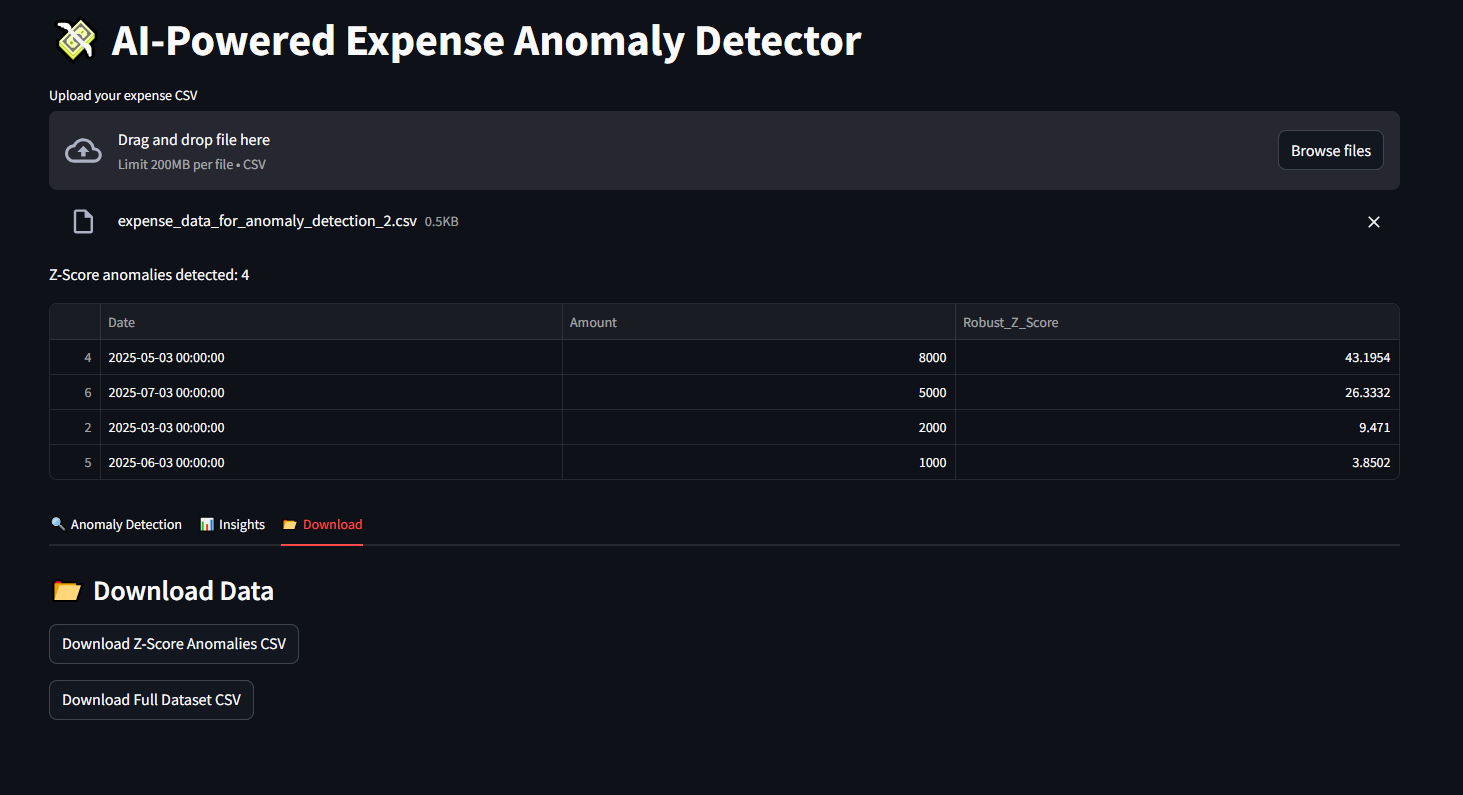 AI-Powered Expense Anomaly Detector
Upload your expense CSV
Drag and drop file here
Limit 200MB per file • CSV
Browse files
expense_data_for_anomaly_detection_2.csv 0.5KB
Z-Score anomalies detected: 4
Date Amount Robust_Z_Score
4 2025-05-03 00:00:00 8000 43.1954
6 2025-07-03 00:00:00 5000 26.3332
2 2025-03-03 00:00:00 2000 9.471
5 2025-06-03 00:00:00 1000 3.8502
Anomaly Detection Insights Download
Download Data
Download Z-Score Anomalies CSV
Download Full Dataset CSV